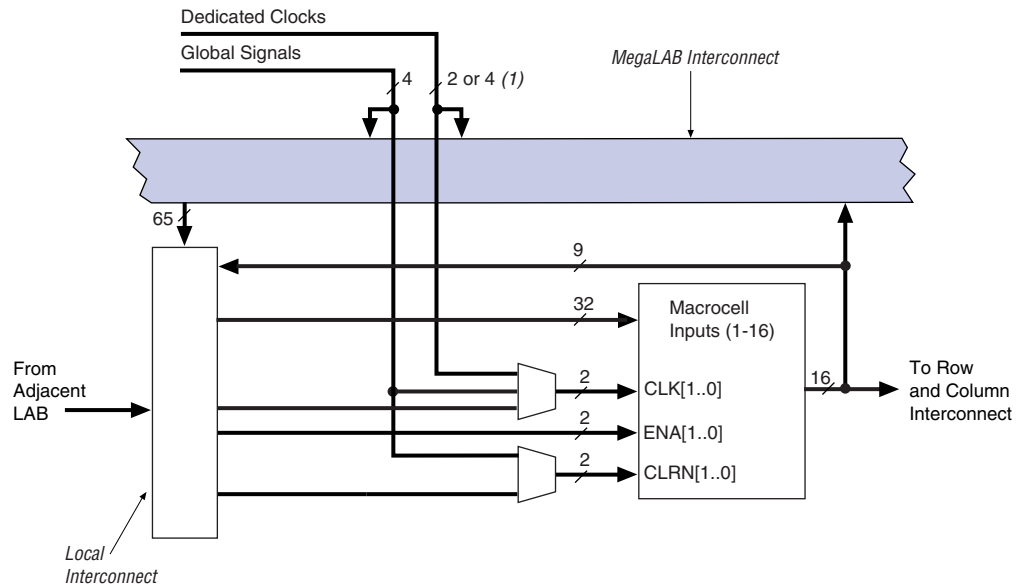 Dedicated Clocks
Global Signals
4
2 or 4 (1)
MegaLAB Interconnect
65
9
32
Macrocell
Inputs (1-16)
From
Adjacent
LAB
2
CLK[1..0]
16
To Row
and Column
Interconnect
2
ENA[1..0]
2
CLRN[1..0]
Local
Interconnect